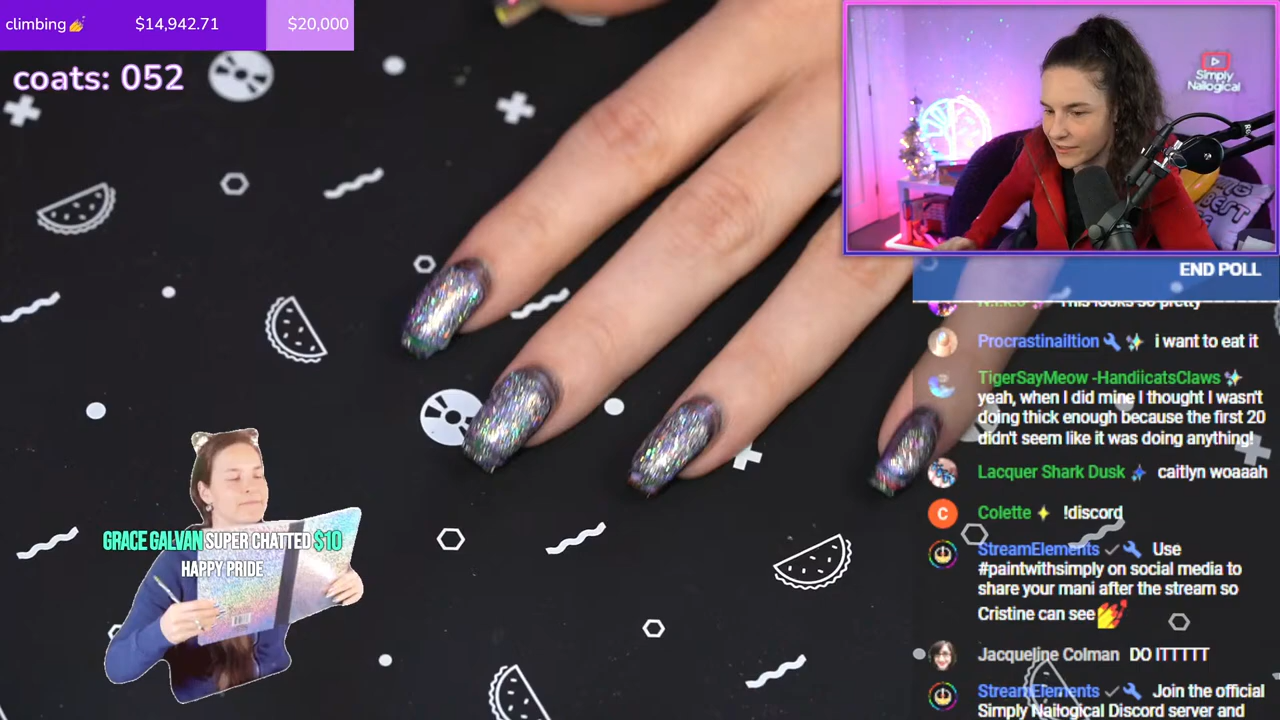 climbing💅 $14,942.71 $20,000
coats: 052
Simply
Nailogical
END POLL
This looks so pretty
Procrastinailtion 🔧 ✨ i want to eat it
TigerSayMeow -HandiicatsClaws ✨
yeah, when I did mine I thought I wasn't
doing thick enough because the first 20
didn't seem like it was doing anything!
Lacquer Shark Dusk caitlyn woaaah
C Colette !discord
StreamElements ✓ 🔧 Use
#paintwithsimply on social media to
share your mani after the stream so
Cristine can see 💅
Jacqueline Colman DO ITTTTT
StreamElements ✓ 🔧 Join the official
Simply Nailogical Discord server and
GRACE GALVAN SUPER CHATTED $10
HAPPY PRIDE